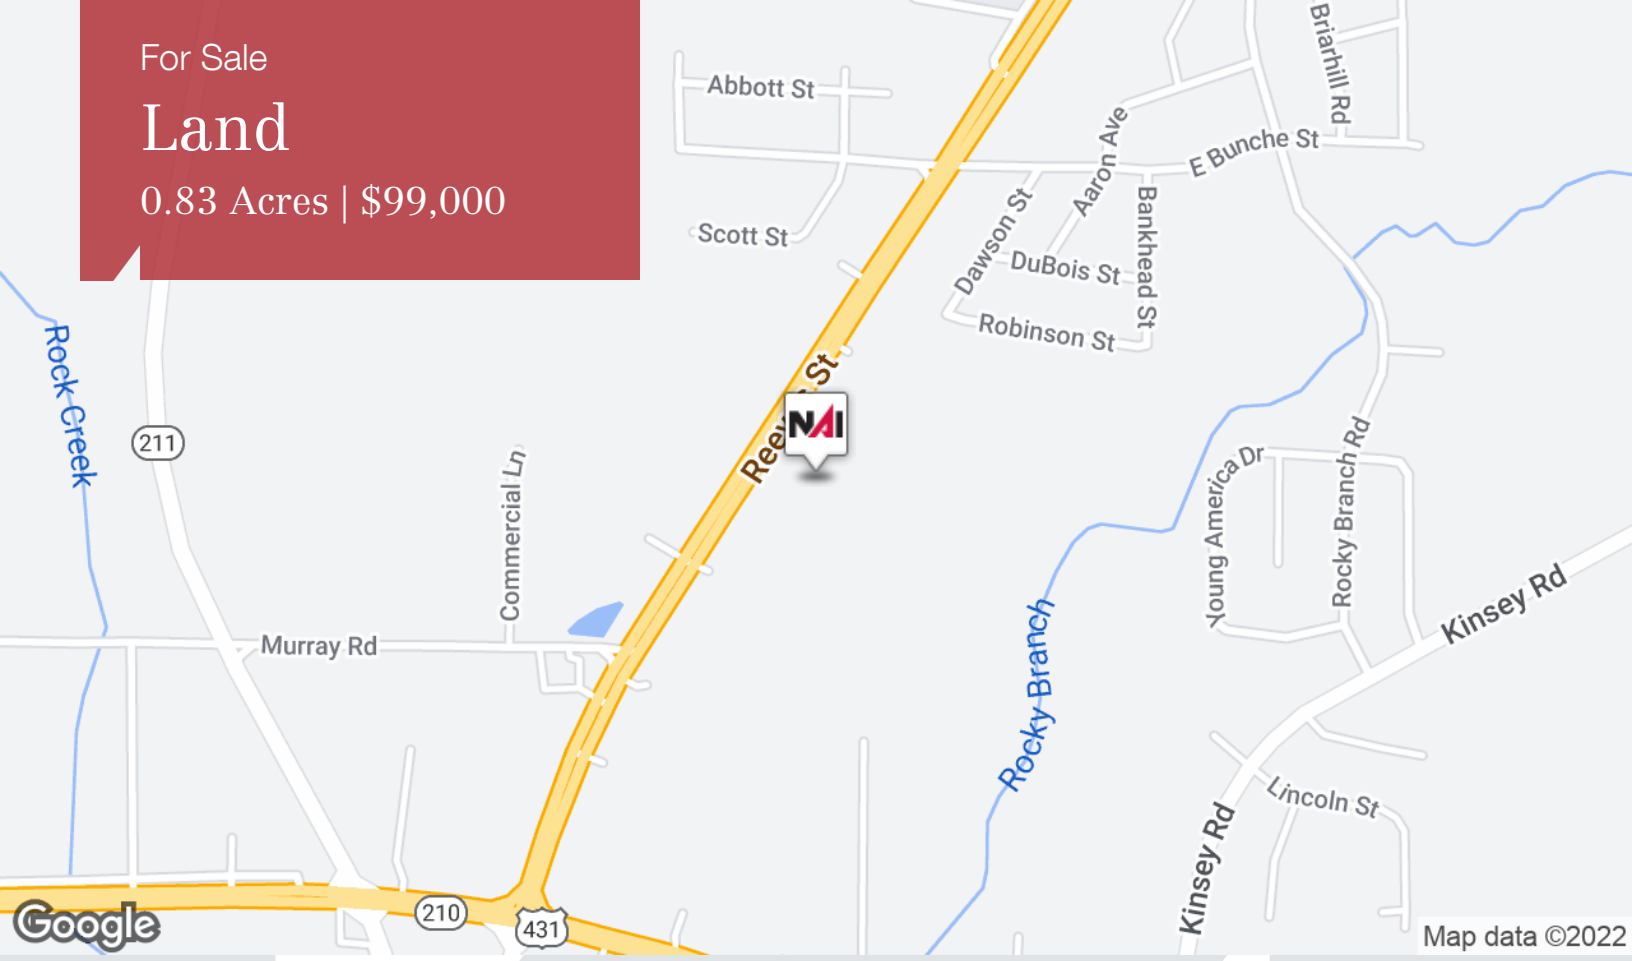 For Sale
Land
0.83 Acres | $99,000
Abbott St
Scott St
Briarhill Rd
Aaron Ave
E Bunche St
Bankhead St
Dawson St
DuBois St
Robinson St
Rock Creek
211
St
NAI
Commercial Ln
Murray Rd
Young America Dr
Rocky Branch Rd
Kinsey Rd
Rocky Branch
Lincoln St
Kinsey Rd
210
431
Google
Map data ©2022